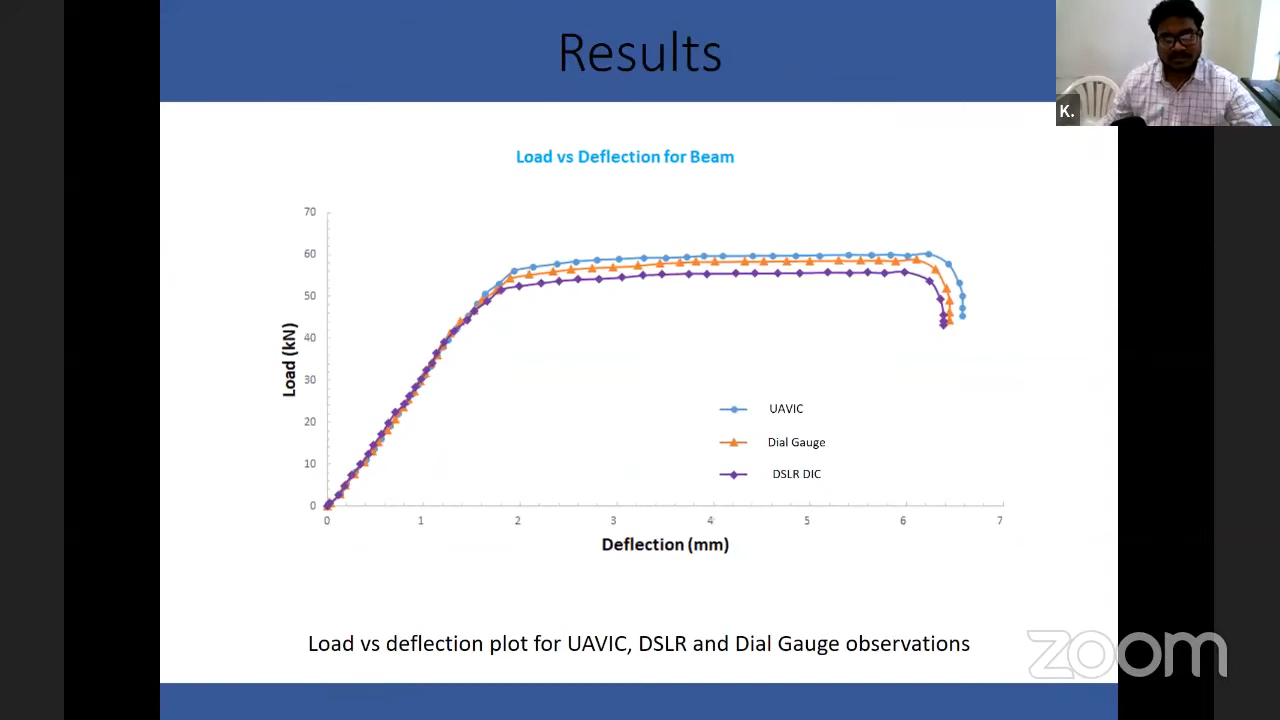 Results
K.
Load vs Deflection for Beam
70
60
50
40
30
20
10
0
Load (kN)
0 1 2 3 4 5 6 7
Deflection (mm)
UAVIC
Dial Gauge
DSLR DIC
Load vs deflection plot for UAVIC, DSLR and Dial Gauge observations
zoom